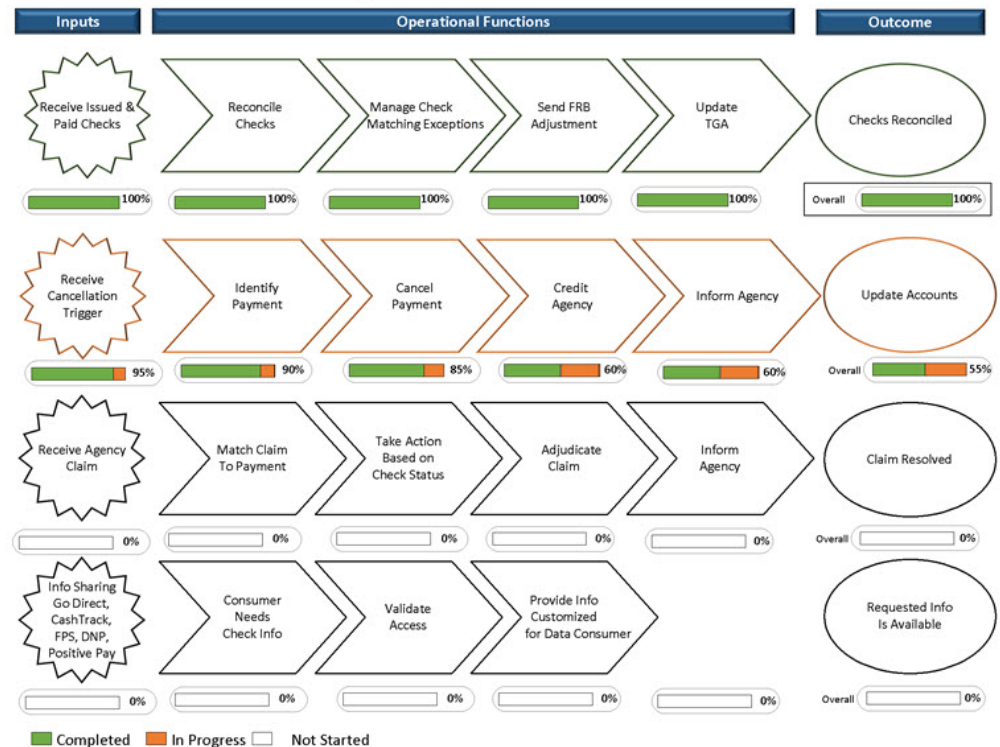 Inputs
Operational Functions
Outcome
Receive Issued &
Paid Checks
Reconcile
Checks
Manage Check
Matching Exceptions
Send FRB
Adjustment
Update
TGA
Checks Reconciled
100%
100%
100%
100%
100%
Overall
100%
Receive
Cancellation
Trigger
Identify
Payment
Cancel
Payment
Credit
Agency
Inform Agency
Update Accounts
95%
90%
85%
60%
60%
Overall
55%
Receive Agency
Claim
Match Claim
To Payment
Take Action
Based on
Check Status
Adjudicate
Claim
Inform
Agency
Claim Resolved
0%
0%
0%
0%
0%
Overall
0%
Info Sharing
Go Direct,
CashTrack,
FPS, DNP,
Positive Pay
Consumer
Needs
Check Info
Validate
Access
Provide Info
Customized
for Data Consumer
Requested Info
Is Available
0%
0%
0%
0%
0%
Overall
0%
Completed
In Progress
Not Started